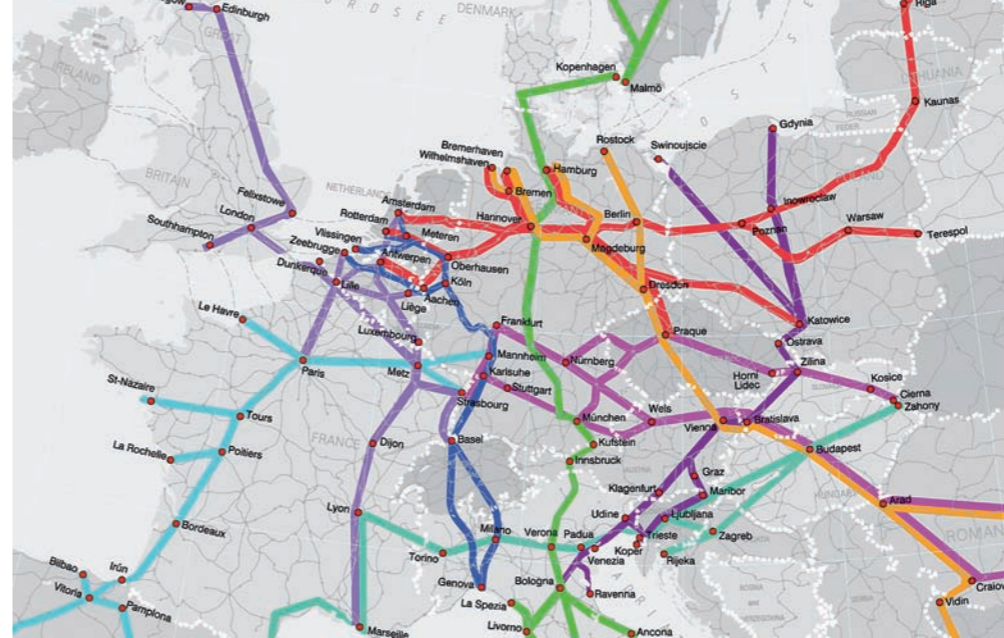 Edinburgh
GREAT
BRITAIN
IRELAND
DENMARK
NETHERLANDS
LITHUANIA
Riga
Kaunas
Kopenhagen
Malmö
Gdynia
Rostock
Swinoujscie
Bremerhaven
Wilhelmshaven
Hamburg
Bremen
Felixstowe
London
Southhampton
Amsterdam
Rotterdam
Meteren
Hannover
Berlin
Inowroclaw
Poznan
Warsaw
Terespol
Vlissingen
Zeebrugge
Dunkerque
Antwerpen
Oberhausen
Magdeburg
Lille
Köln
Aachen
Liège
Dresden
Le Havre
Luxembourg
Frankfurt
Praque
Katowice
Ostrava
Paris
Metz
Mannheim
Karlsuhe
Nürnberg
Zilina
Horni
Lidec
Kosice
Cierna
Zahony
St-Nazaire
Stuttgart
Strasbourg
Tours
München
Wels
Vienna
Bratislava
FRANCE
Dijon
Basel
Kufstein
Budapest
La Rochelle
Poitiers
Innsbruck
Graz
Klagenfurt
Maribor
Arad
Lyon
Udine
Ljubljana
Bordeaux
Milano
Verona
Padua
Trieste
Zagreb
ROMAN
Torino
Venezia
Koper
Rijeka
Bilbao
Irún
Genova
Bologna
Ravenna
Craiov
Vitoria
Pamplona
La Spezia
Vidin
Marseille
Livorno
Ancona